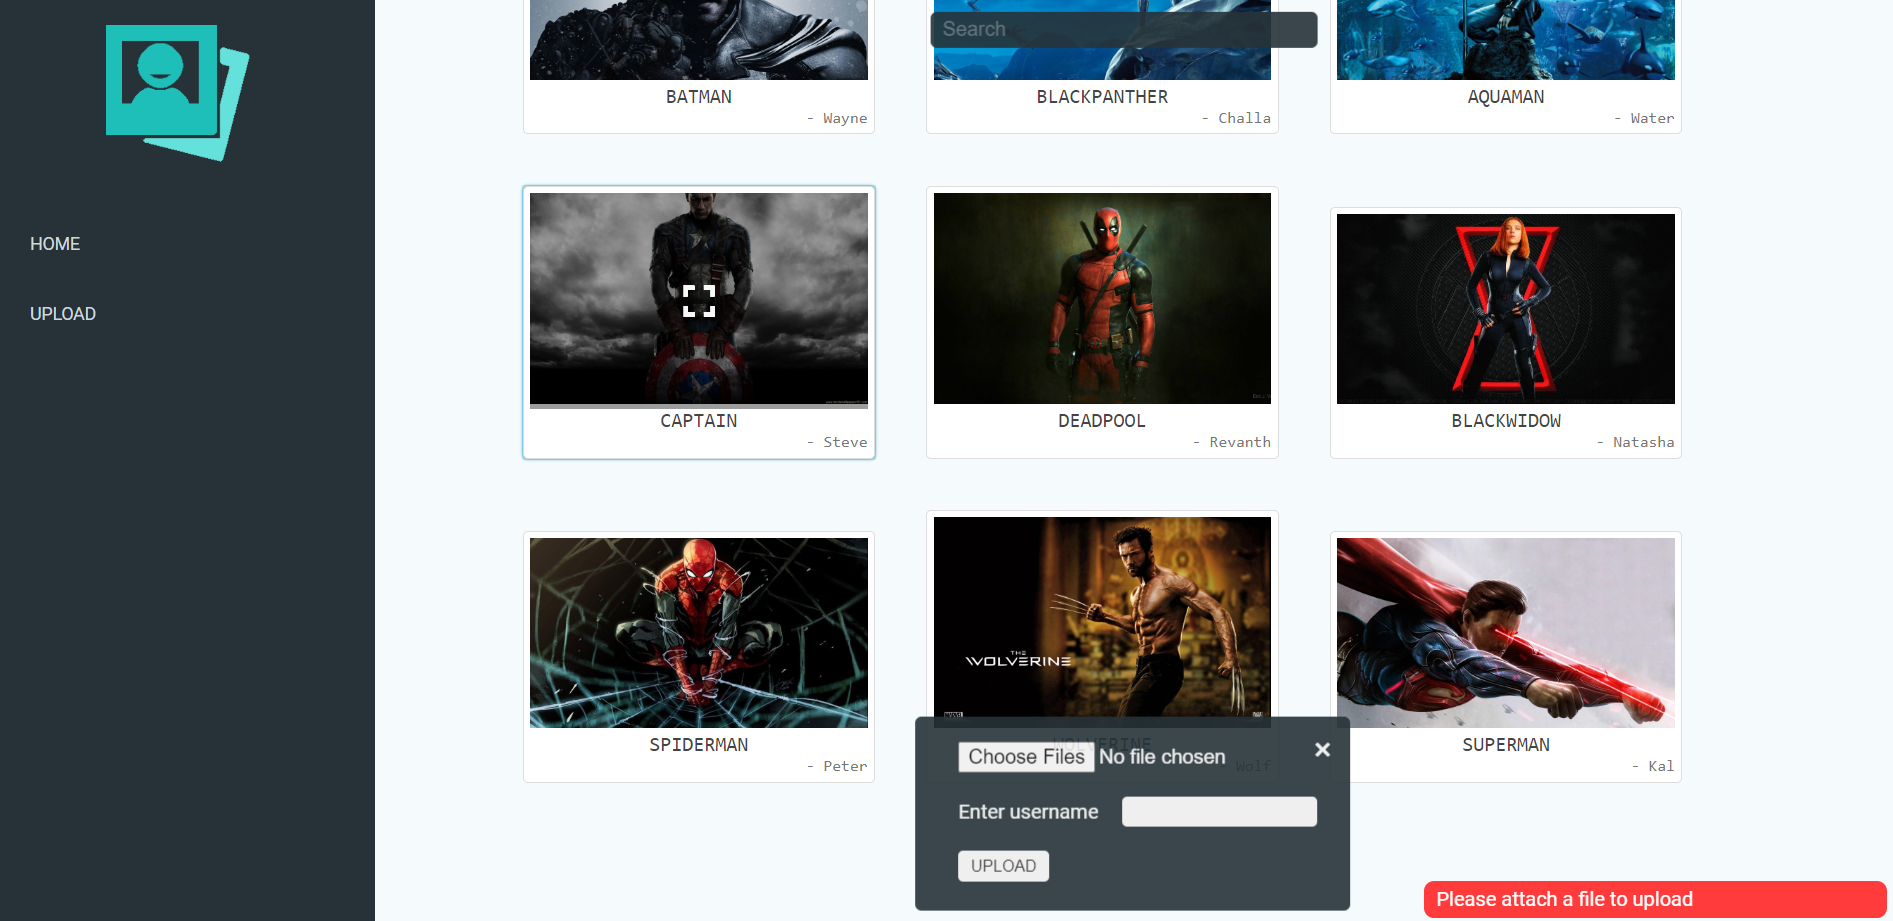 HOME
UPLOAD
Search
BATMAN
- Wayne
BLACKPANTHER
- Challa
AQUAMAN
- Water
CAPTAIN
- Steve
DEADPOOL
- Revanth
BLACKWIDOW
- Natasha
SPIDERMAN
- Peter
THE
WOLVERINE
MARVEL
WOLVERINE
- Wolf
SUPERMAN
- Kal
Choose Files No file chosen
×
Enter username
UPLOAD
Please attach a file to upload